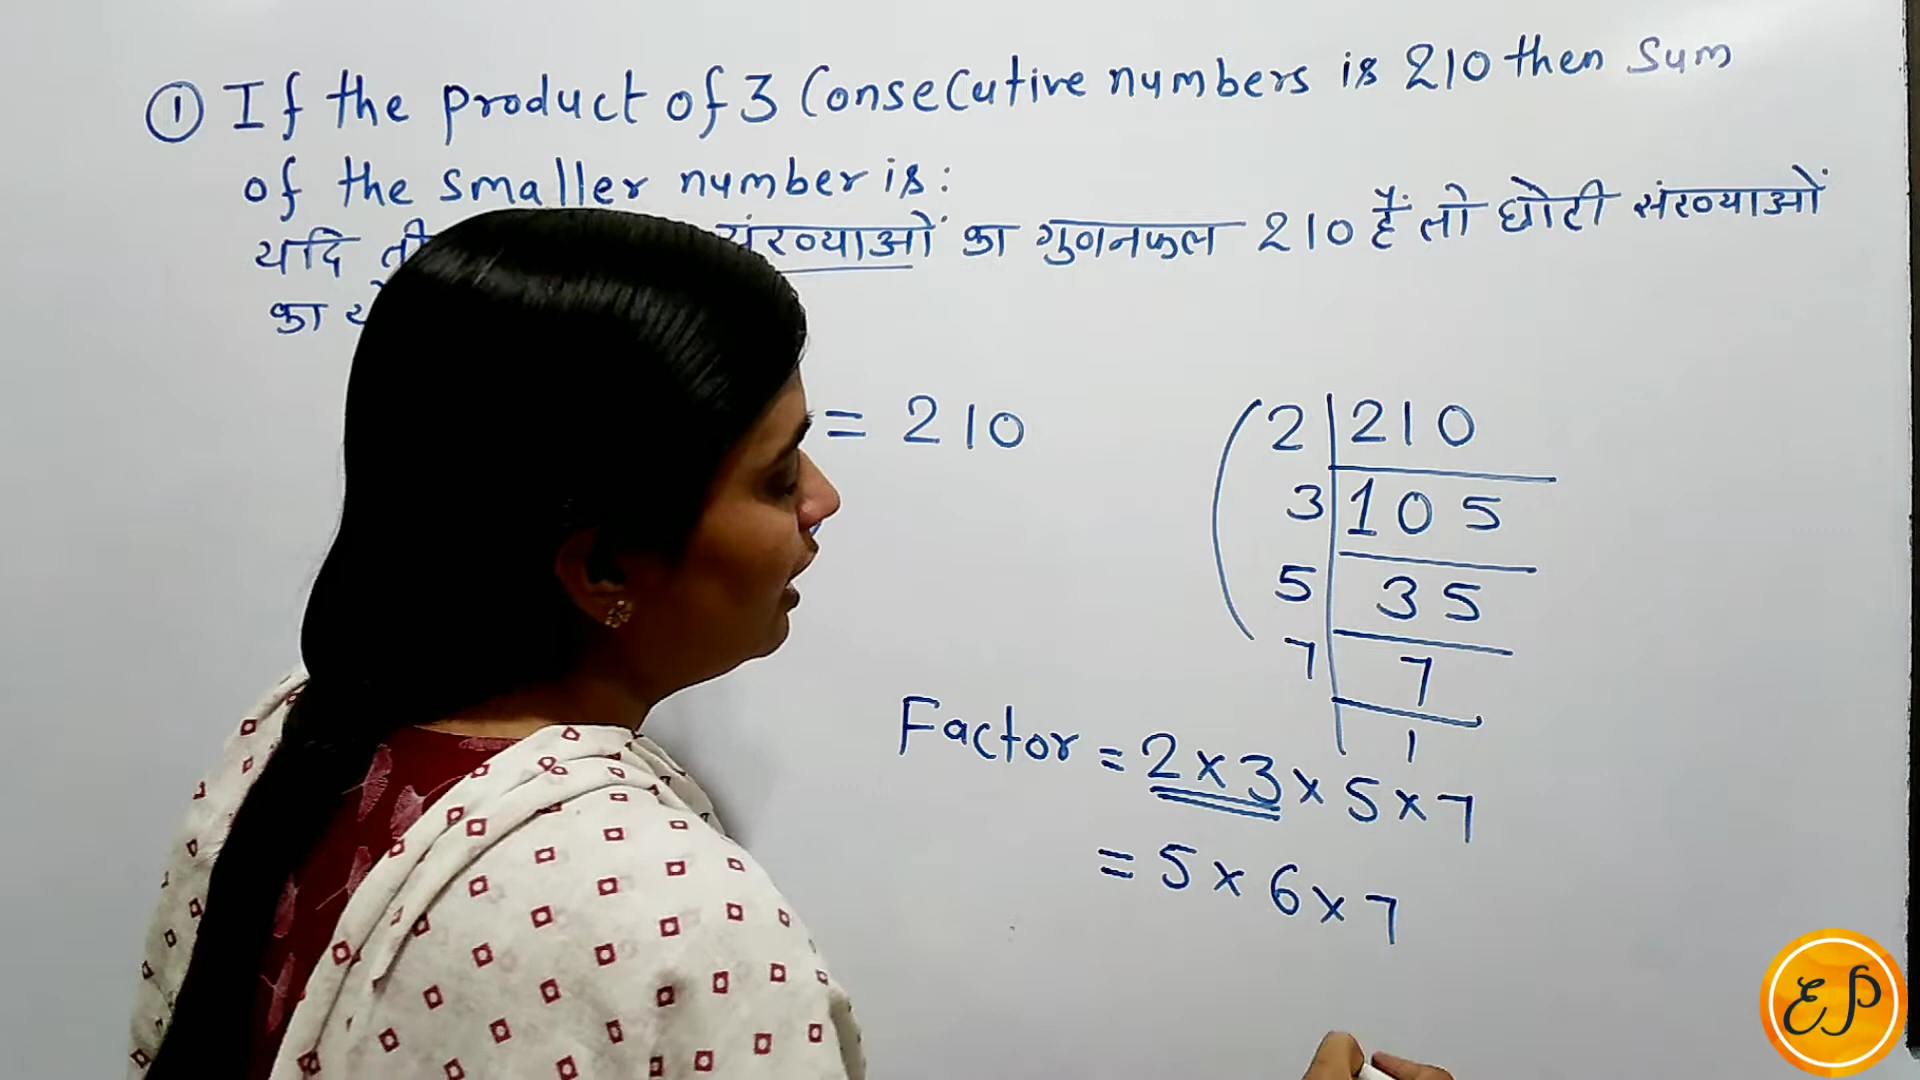 ① If the product of 3 Consecutive numbers is 210 then Sum
of the smaller number is:
यदि संख्याओं का गुणनफल 210 हैं तो छोटी संख्याओं
का
= 210
2 | 210
3 | 105
5 | 35
7 | 7
1
Factor = 2 × 3 × 5 × 7
= 5 × 6 × 7
EP